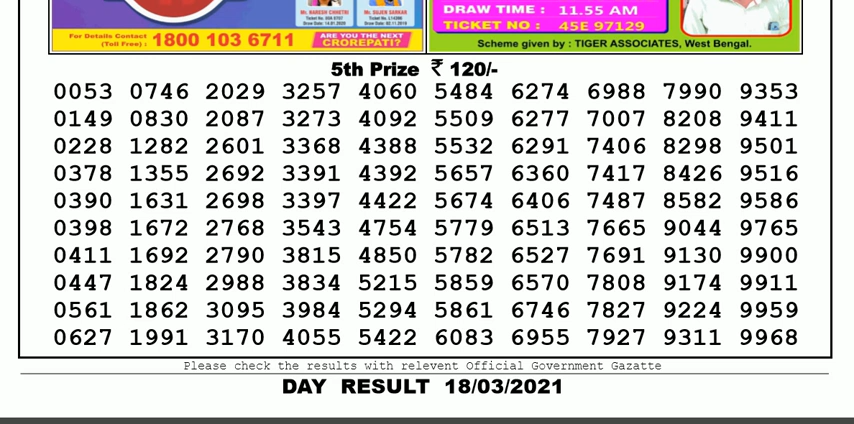 Mr. NARESH CHHETRI
Mr. SUJEN SARKAR
DRAW TIME : 11.55 AM
TICKET NO : 45E 97129
For Details Contact
(Toll Free) : 1800 103 6711
ARE YOU THE NEXT
CROREPATI?
Scheme given by : TIGER ASSOCIATES, West Bengal.
5th Prize ₹ 120/-
0053 0746 2029 3257 4060 5484 6274 6988 7990 9353
0149 0830 2087 3273 4092 5509 6277 7007 8208 9411
0228 1282 2601 3368 4388 5532 6291 7406 8298 9501
0378 1355 2692 3391 4392 5657 6360 7417 8426 9516
0390 1631 2698 3397 4422 5674 6406 7487 8582 9586
0398 1672 2768 3543 4754 5779 6513 7665 9044 9765
0411 1692 2790 3815 4850 5782 6527 7691 9130 9900
0447 1824 2988 3834 5215 5859 6570 7808 9174 9911
0561 1862 3095 3984 5294 5861 6746 7827 9224 9959
0627 1991 3170 4055 5422 6083 6955 7927 9311 9968
Please check the results with relevent Official Government Gazatte
DAY RESULT 18/03/2021